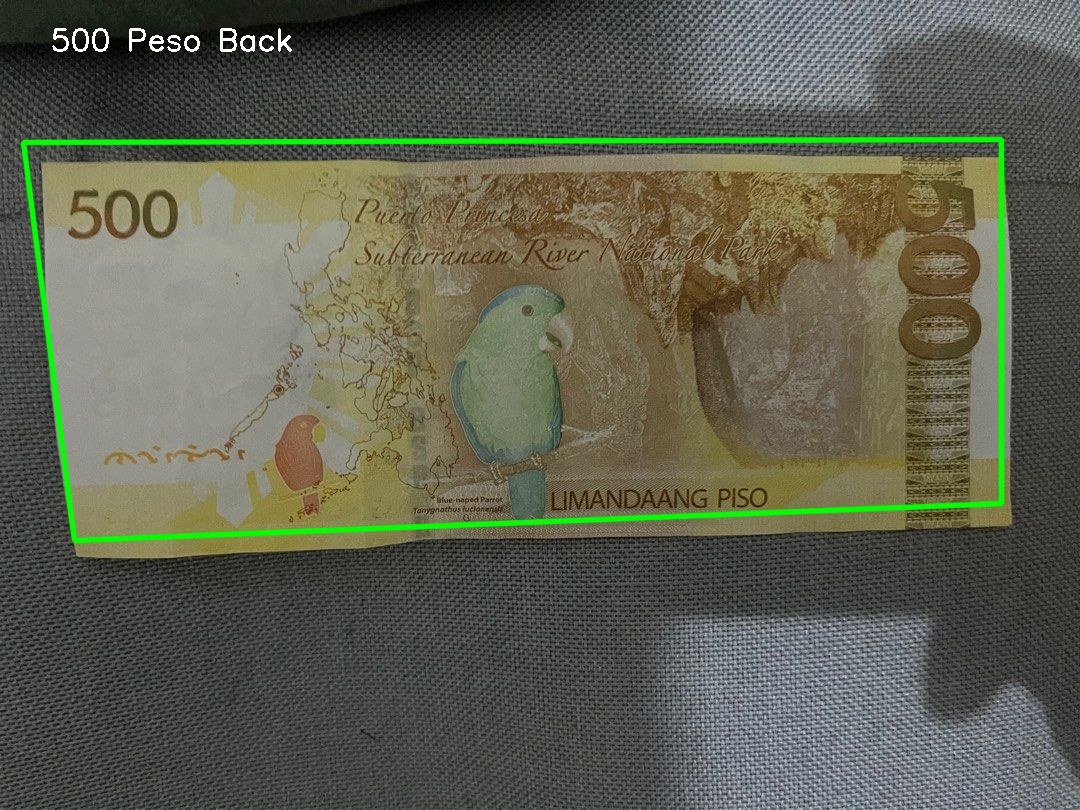 500 Peso Back
500
Puerto Princesa
Subterranean River National Park
500
Blue-naped Parrot
Tanygnathus lucionensis
LIMANDAANG PISO